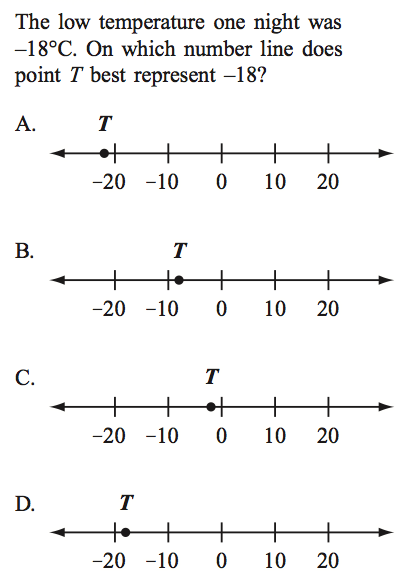 The low temperature one night was
–18°C. On which number line does
point T best represent –18?
A. T
–20 –10 0 10 20
B. T
–20 –10 0 10 20
C. T
–20 –10 0 10 20
D. T
–20 –10 0 10 20